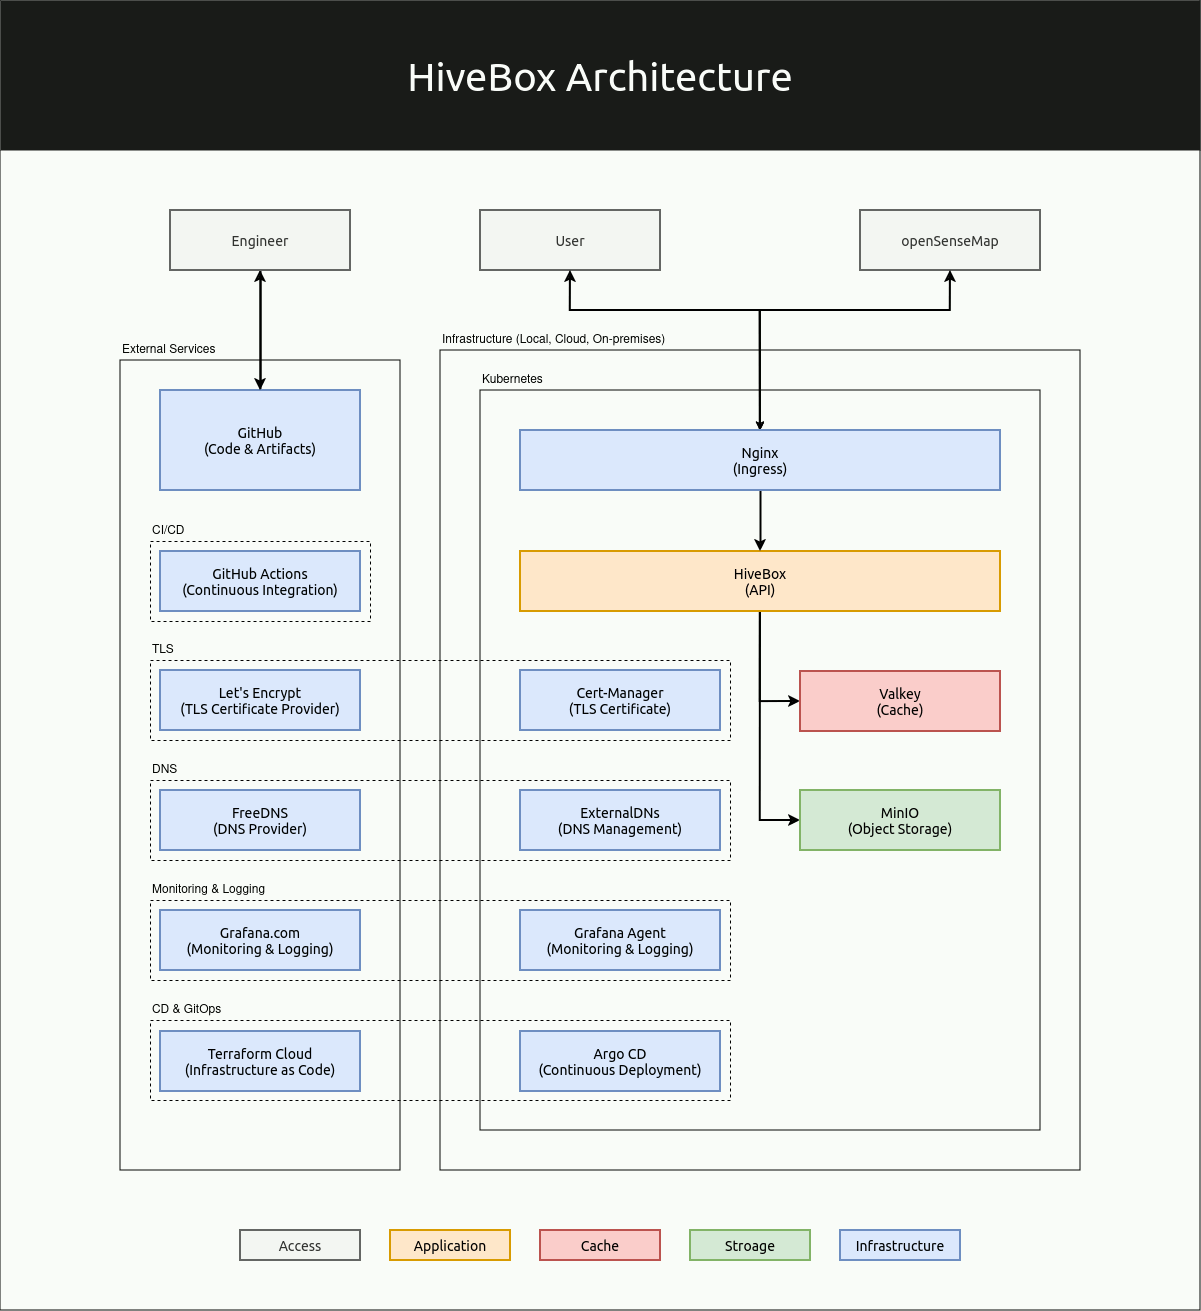 HiveBox Architecture
Engineer
User
openSenseMap
External Services
Infrastructure (Local, Cloud, On-premises)
Kubernetes
GitHub
(Code & Artifacts)
Nginx
(Ingress)
CI/CD
GitHub Actions
(Continuous Integration)
HiveBox
(API)
TLS
Let's Encrypt
(TLS Certificate Provider)
Cert-Manager
(TLS Certificate)
Valkey
(Cache)
DNS
FreeDNS
(DNS Provider)
ExternalDNs
(DNS Management)
MinIO
(Object Storage)
Monitoring & Logging
Grafana.com
(Monitoring & Logging)
Grafana Agent
(Monitoring & Logging)
CD & GitOps
Terraform Cloud
(Infrastructure as Code)
Argo CD
(Continuous Deployment)
Access
Application
Cache
Stroage
Infrastructure